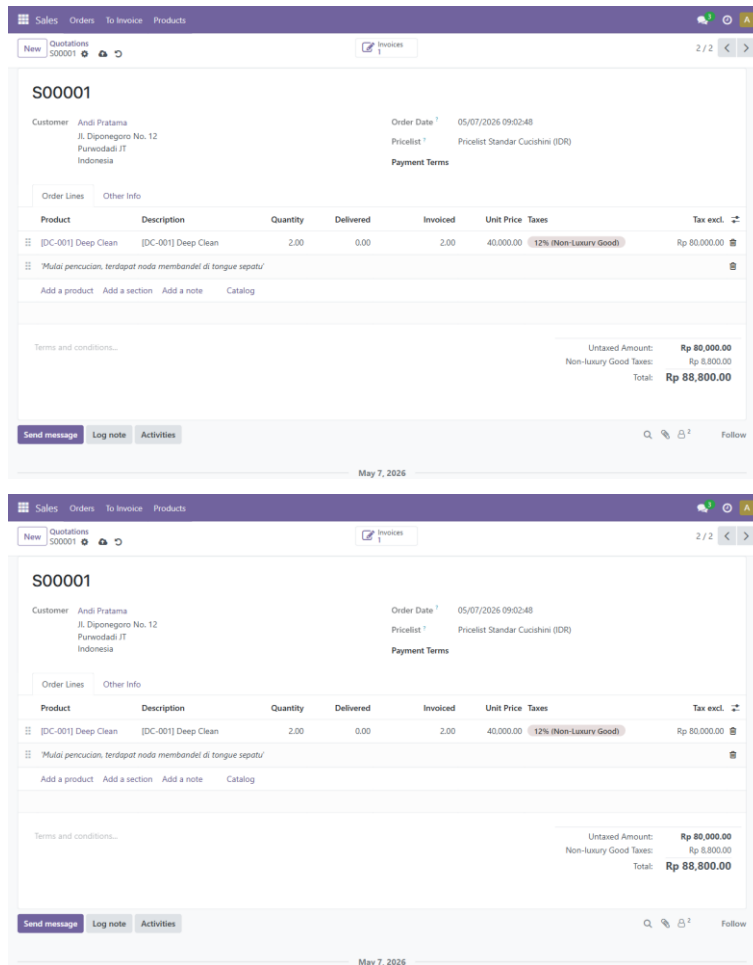 Sales Orders To Invoice Products 3 A
New Quotations S00001 Invoices 1 2 / 2
S00001
Customer Andi Pratama Order Date ? 05/07/2026 09:02:48
Jl. Diponegoro No. 12
Purwodadi JT Pricelist ? Pricelist Standar Cucishini (IDR)
Indonesia Payment Terms
Order Lines Other Info
Product Description Quantity Delivered Invoiced Unit Price Taxes Tax excl.
[DC-001] Deep Clean [DC-001] Deep Clean 2.00 0.00 2.00 40.000.00 12% (Non-Luxury Good) Rp 80.000.00
'Mulai pencucian, terdapat noda membandel di tongue sepatu'
Add a product Add a section Add a note Catalog
Terms and conditions... Untaxed Amount: Rp 80,000.00
Non-luxury Good Taxes: Rp 8,800.00
Total: Rp 88,800.00
Send message Log note Activities 2 Follow
May 7, 2026
Sales Orders To Invoice Products 3 A
New Quotations S00001 Invoices 1 2 / 2
S00001
Customer Andi Pratama Order Date ? 05/07/2026 09:02:48
Jl. Diponegoro No. 12
Purwodadi JT Pricelist ? Pricelist Standar Cucishini (IDR)
Indonesia Payment Terms
Order Lines Other Info
Product Description Quantity Delivered Invoiced Unit Price Taxes Tax excl.
[DC-001] Deep Clean [DC-001] Deep Clean 2.00 0.00 2.00 40,000.00 12% (Non-Luxury Good) Rp 80,000.00
'Mulai pencucian, terdapat noda membandel di tongue sepatu'
Add a product Add a section Add a note Catalog
Terms and conditions... Untaxed Amount: Rp 80,000.00
Non-luxury Good Taxes: Rp 8,800.00
Total: Rp 88,800.00
Send message Log note Activities 2 Follow
May 7, 2026